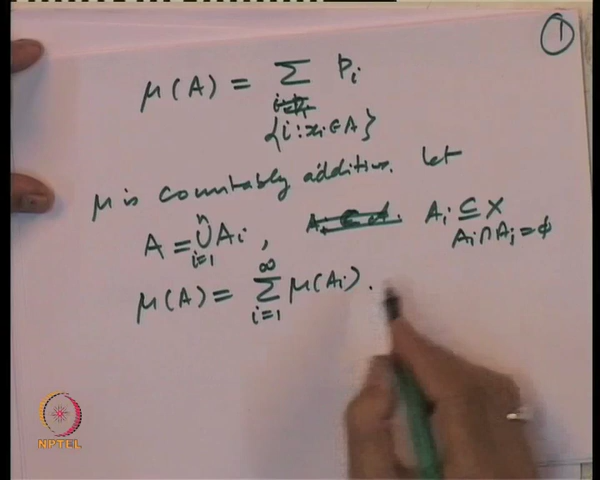 1
μ(A) = Σ pᵢ
{i : xᵢ ∈ A}
μ is countably additive. Let
A = ⋃ᵢ₌₁ⁿ Aᵢ , Aᵢ ⊆ X
Aᵢ ∩ Aⱼ = φ
μ(A) = Σᵢ₌₁^∞ μ(Aᵢ).
NPTEL